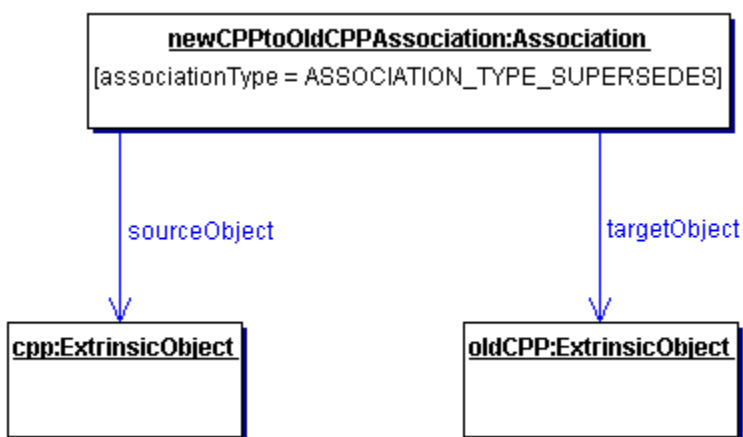 newCPPtoOldCPPAssociation:Association
[associationType = ASSOCIATION_TYPE_SUPERSEDES]
sourceObject
targetObject
cpp:ExtrinsicObject
oldCPP:ExtrinsicObject